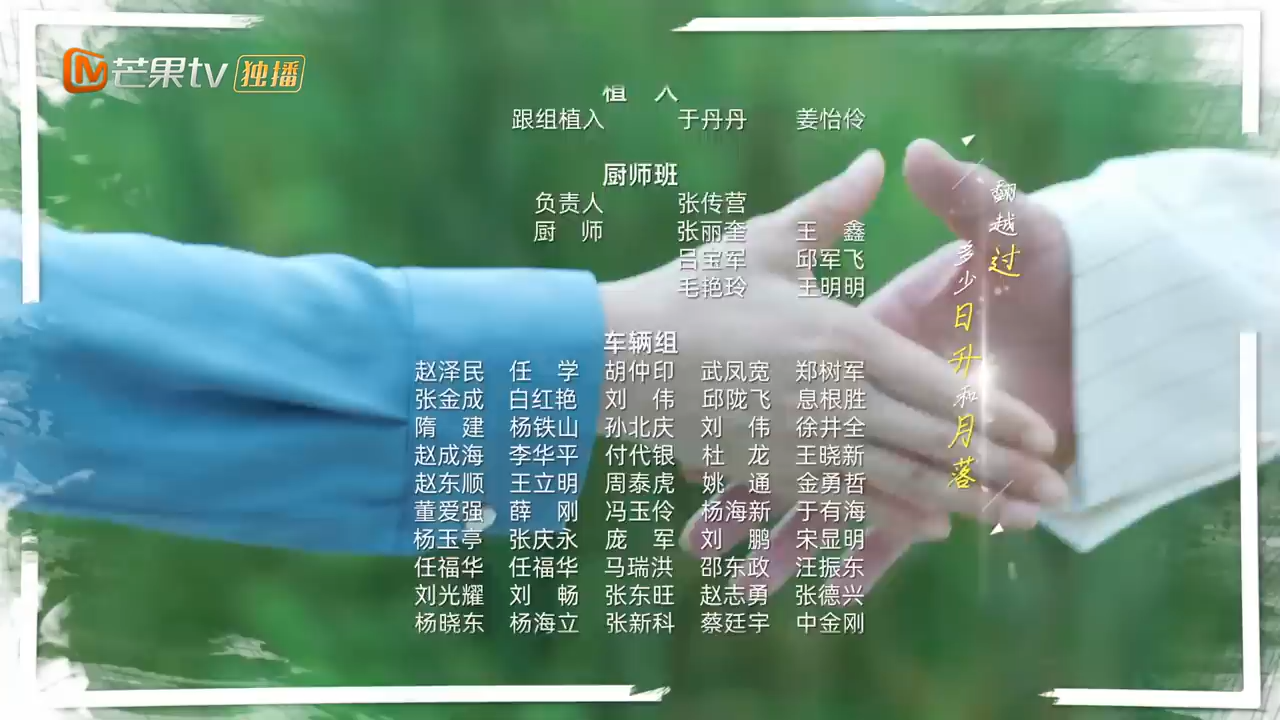 芒果tv 独播
植 入
跟组植入 于丹丹 姜怡伶
厨师班
负责人 张传营
厨 师 张丽奎 王 鑫
吕宝军 邱军飞
毛艳玲 王明明
车辆组
赵泽民 任 学 胡仲印 武凤宽 郑树军
张金成 白红艳 刘 伟 邱陇飞 息根胜
隋 建 杨铁山 孙北庆 刘 伟 徐井全
赵成海 李华平 付代银 杜 龙 王晓新
赵东顺 王立明 周泰虎 姚 通 金勇哲
董爱强 薛 刚 冯玉伶 杨海新 于有海
杨玉亭 张庆永 庞 军 刘 鹏 宋显明
任福华 任福华 马瑞洪 邵东政 汪振东
刘光耀 刘 畅 张东旺 赵志勇 张德兴
杨晓东 杨海立 张新科 蔡廷宇 中金刚
翻越过
多少日升和月落